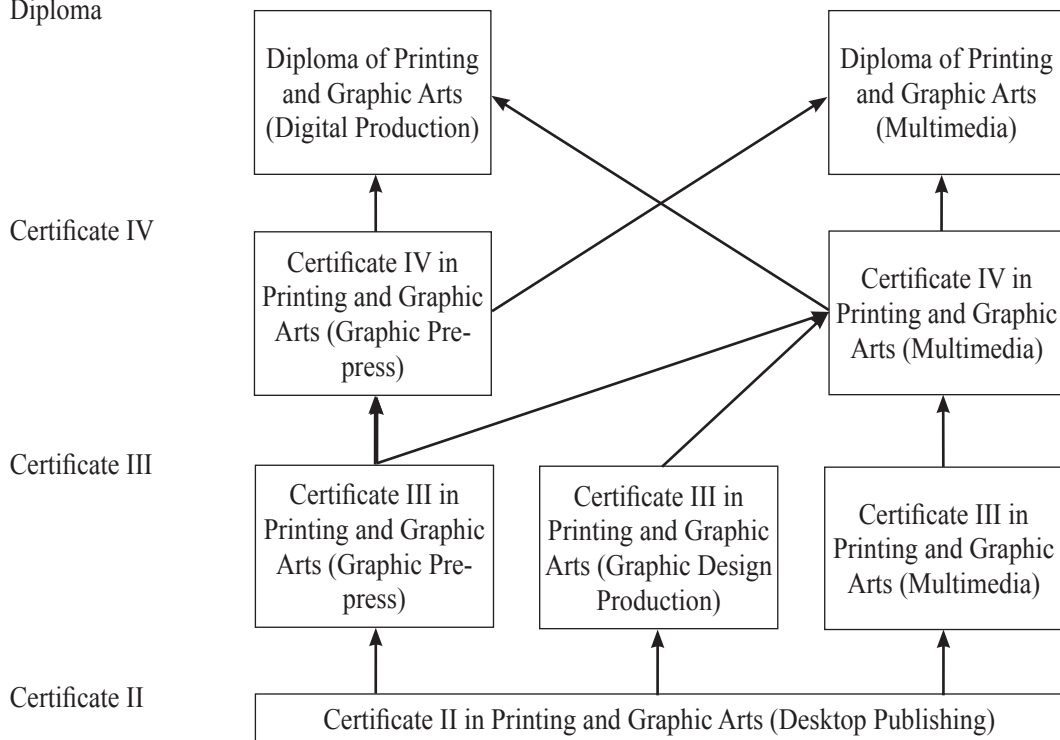 Diploma
Diploma of Printing
and Graphic Arts
(Digital Production)
Diploma of Printing
and Graphic Arts
(Multimedia)
Certificate IV
Certificate IV in
Printing and Graphic
Arts (Graphic Pre-
press)
Certificate IV in
Printing and Graphic
Arts (Multimedia)
Certificate III
Certificate III in
Printing and Graphic
Arts (Graphic Pre-
press)
Certificate III in
Printing and Graphic
Arts (Graphic Design
Production)
Certificate III in
Printing and Graphic
Arts (Multimedia)
Certificate II
Certificate II in Printing and Graphic Arts (Desktop Publishing)